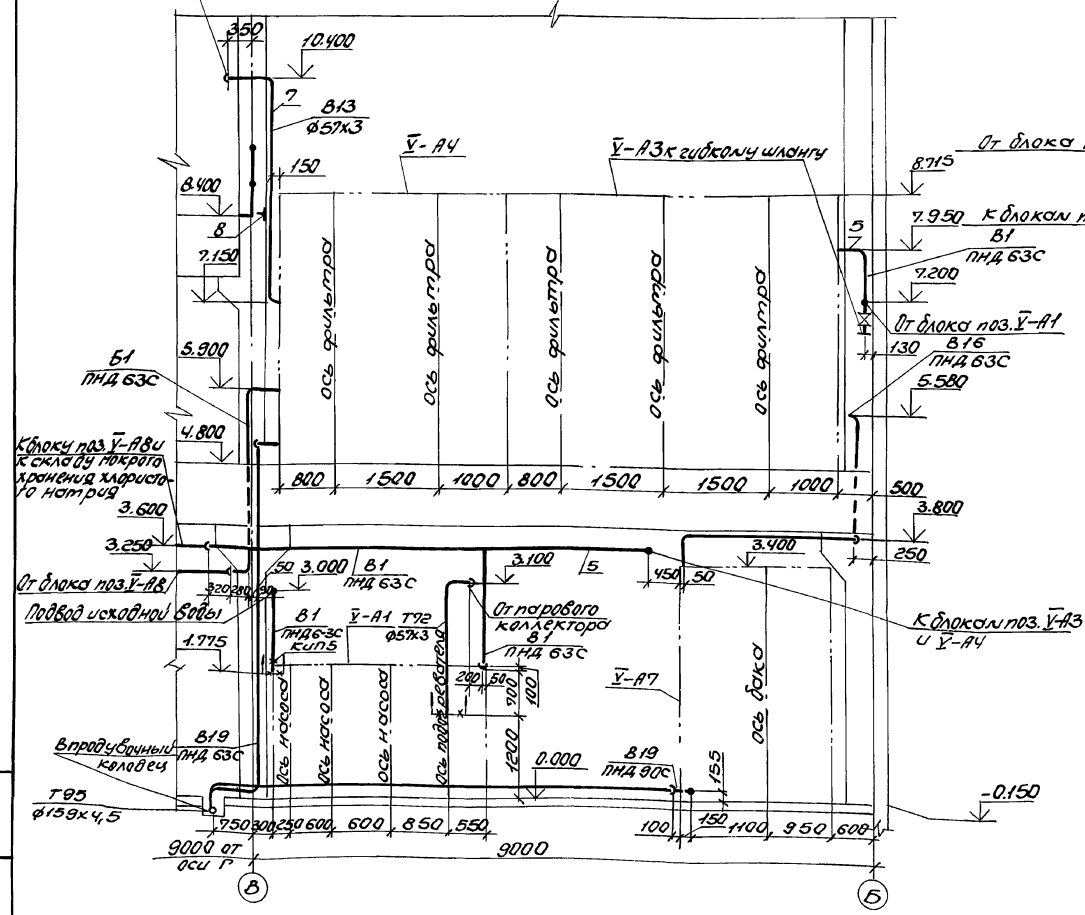 350
10.400
7
В13
ф57х3
150
V-А4
V-А3 к гибкому шлангу
От блока
8.715
8.400
8
7.950
К блокам п
5
В1
ПНД 63С
7.150
7.200
От блока поз. V-А1
130
В16
ПНД 63С
5.900
5.580
Б1
ПНД 63С
ось фильтра
ось фильтра
ось фильтра
ось фильтра
ось фильтра
4.800
К блоку поз. V-А8 и
к складу мокрого
хранения хлористо-
го натрия
800
1500
1000
800
1500
1500
1000
500
3.600
3.800
3.250
250
От блока поз. V-А8
320
280
90
50
3.000
В1
ПНД 63С
3.100
5
450
50
3.400
Подвод исходной воды
В1
ПНД 63С
КИП5
V-А1
Т72
ф57х3
От парового
коллектора
В1
ПНД 63С
К блокам поз. V-А3
и V-А4
1.775
200
50
700
100
V-А7
ось насоса
ось насоса
ось насоса
ось подогревателя
1200
ось бака
В продувочный
колодец
В19
ПНД 63С
0.000
В19
ПНД 90С
155
-0.150
Т95
ф159х4,5
750
300
250
600
600
850
550
100
150
1100
950
600
9000 от
оси Г
9000
В
Б